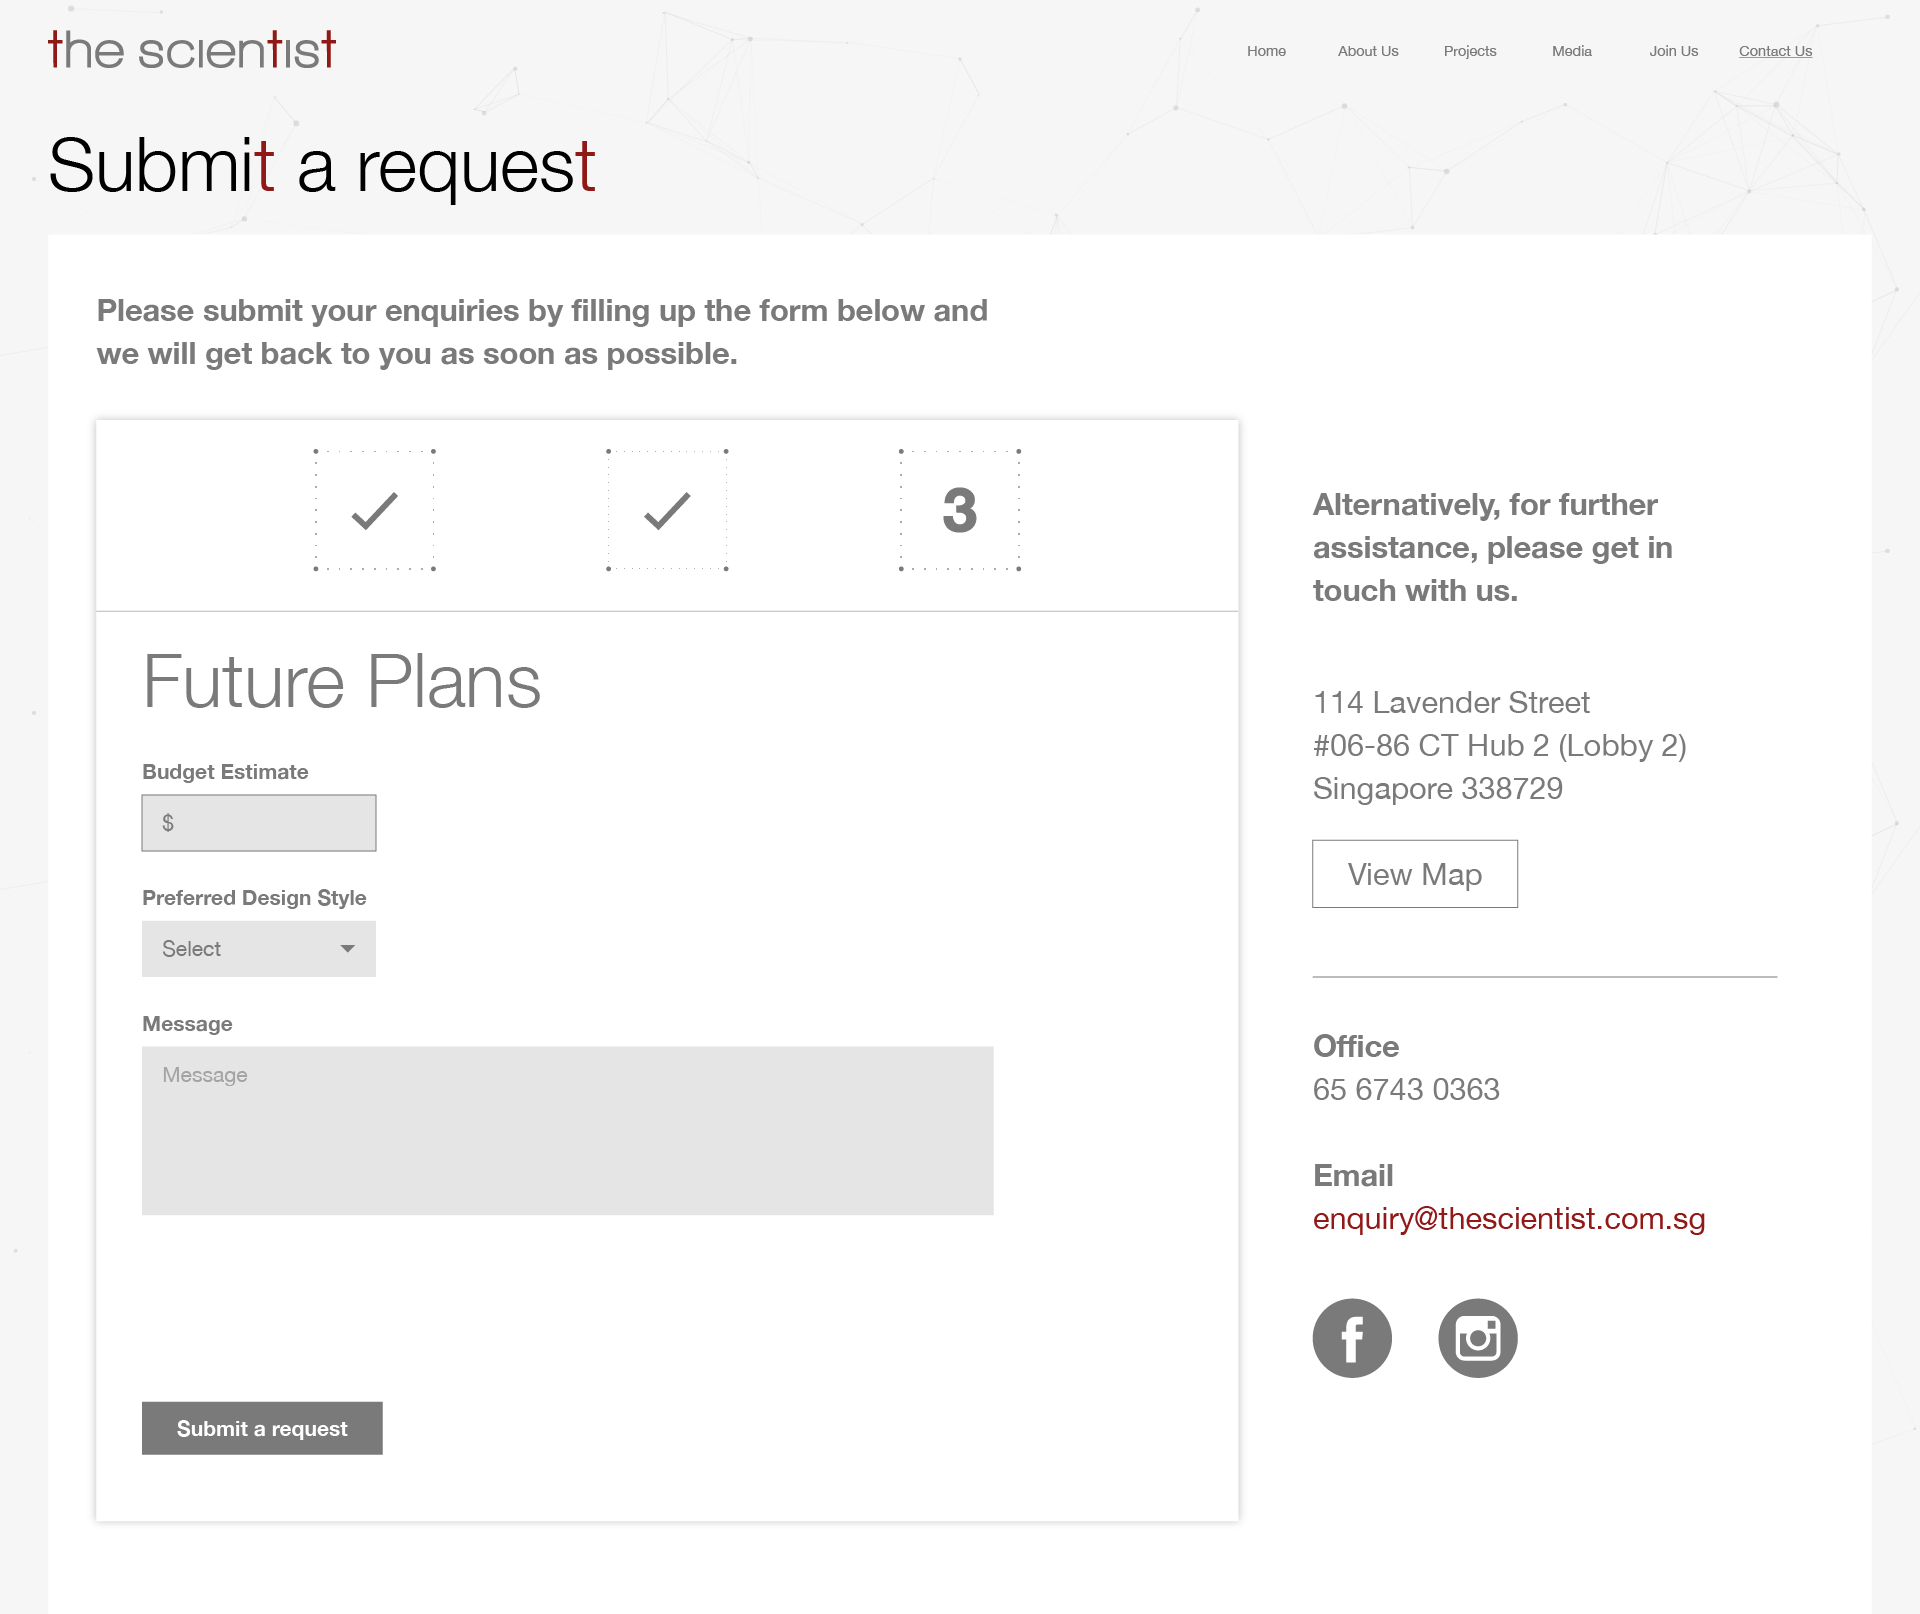 the scientist
Home About Us Projects Media Join Us Contact Us
Submit a request
Please submit your enquiries by filling up the form below and
we will get back to you as soon as possible.
3
Future Plans
Budget Estimate
$
Preferred Design Style
Select
Message
Message
Submit a request
Alternatively, for further
assistance, please get in
touch with us.
114 Lavender Street
#06-86 CT Hub 2 (Lobby 2)
Singapore 338729
View Map
Office
65 6743 0363
Email
enquiry@thescientist.com.sg